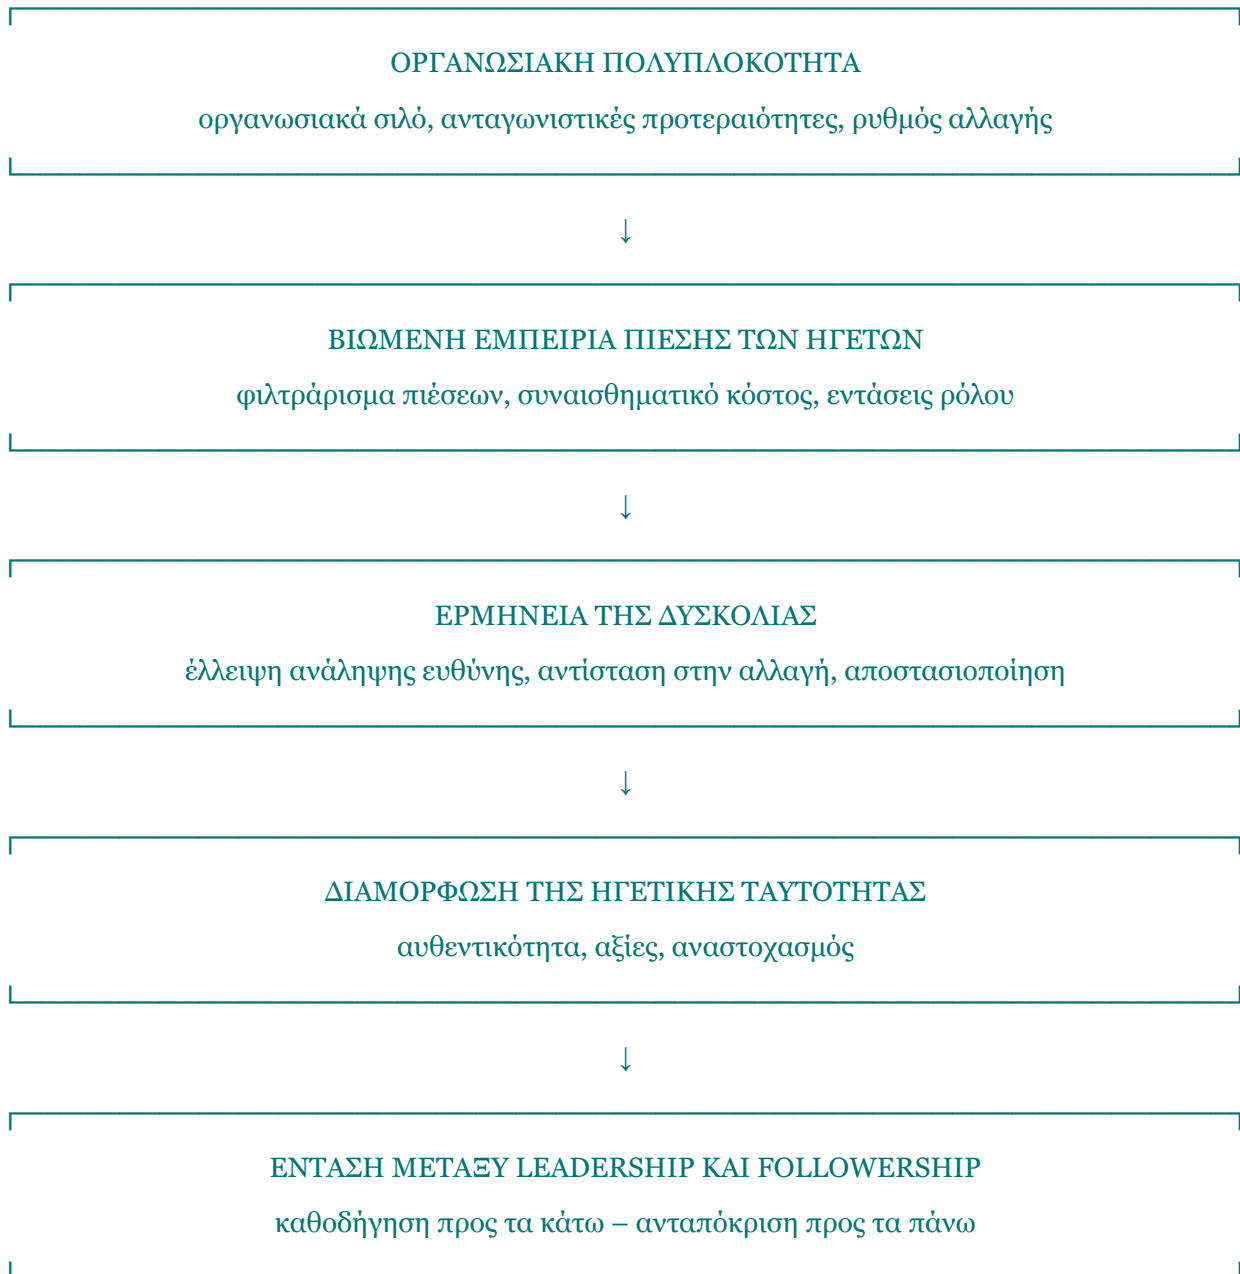 ΟΡΓΑΝΩΣΙΑΚΗ ΠΟΛΥΠΛΟΚΟΤΗΤΑ
οργανωσιακά σιλό, ανταγωνιστικές προτεραιότητες, ρυθμός αλλαγής
↓
ΒΙΩΜΕΝΗ ΕΜΠΕΙΡΙΑ ΠΙΕΣΗΣ ΤΩΝ ΗΓΕΤΩΝ
φιλτράρισμα πιέσεων, συναισθηματικό κόστος, εντάσεις ρόλου
↓
ΕΡΜΗΝΕΙΑ ΤΗΣ ΔΥΣΚΟΛΙΑΣ
έλλειψη ανάληψης ευθύνης, αντίσταση στην αλλαγή, αποστασιοποίηση
↓
ΔΙΑΜΟΡΦΩΣΗ ΤΗΣ ΗΓΕΤΙΚΗΣ ΤΑΥΤΟΤΗΤΑΣ
αυθεντικότητα, αξίες, αναστοχασμός
↓
ΕΝΤΑΣΗ ΜΕΤΑΞΥ LEADERSHIP ΚΑΙ FOLLOWERSHIP
καθοδήγηση προς τα κάτω – ανταπόκριση προς τα πάνω